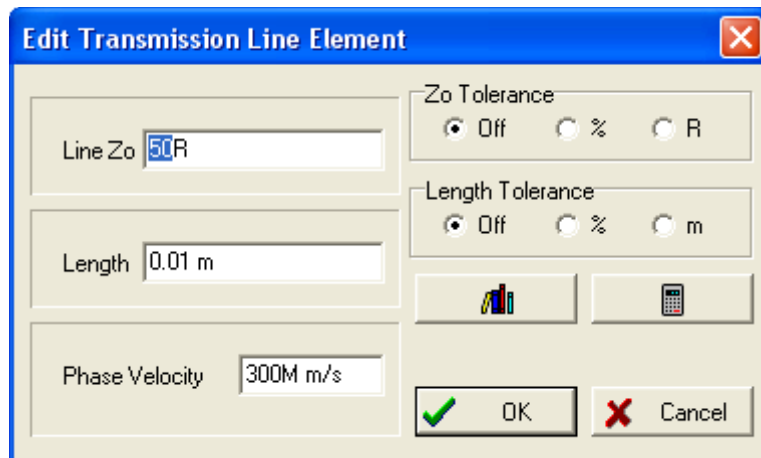 Edit Transmission Line Element
Line Zo 50R
Length 0.01 m
Phase Velocity 300M m/s
Zo Tolerance
Off % R
Length Tolerance
Off % m
OK Cancel